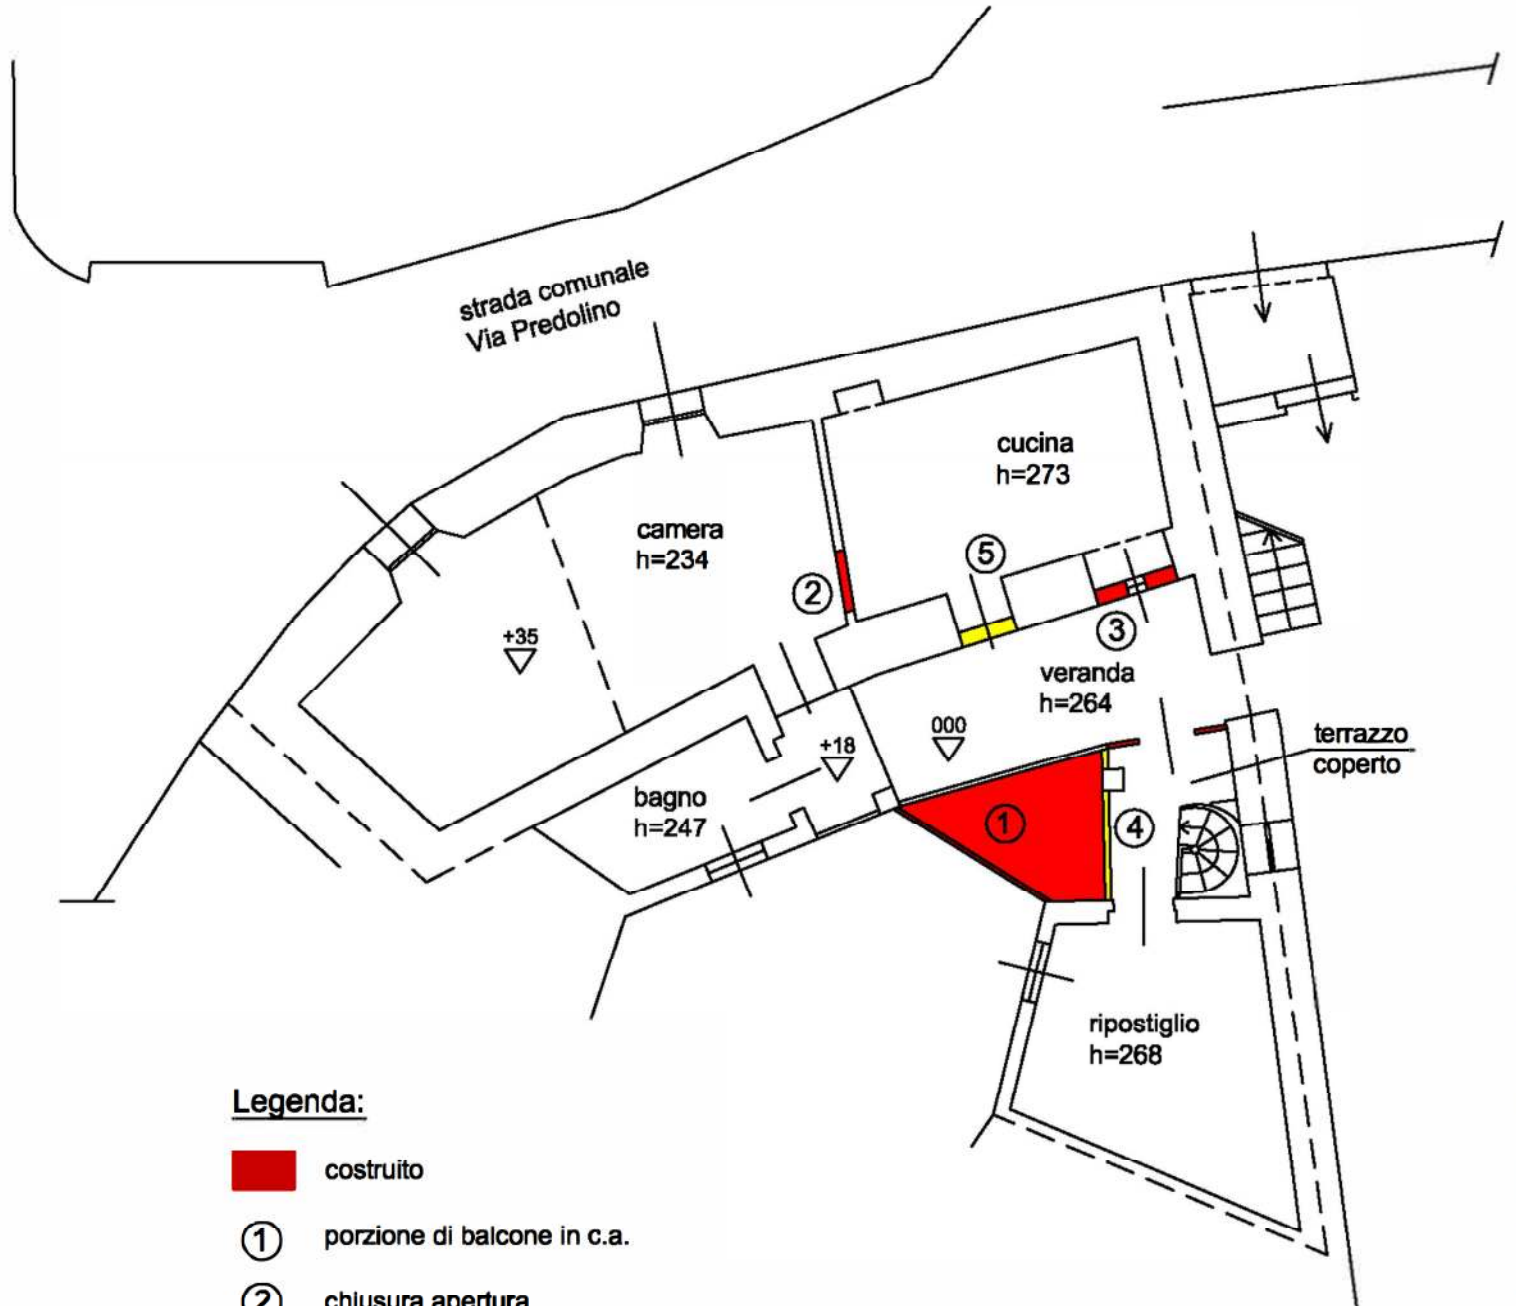 strada comunale
Via Predolino
cucina
h=273
camera
h=234
5
2
3
+35
veranda
h=264
000
+18
terrazzo
coperto
bagno
h=247
1
4
ripostiglio
h=268
Legenda:
costruito
1 porzione di balcone in c.a.
2 chiusura apertura